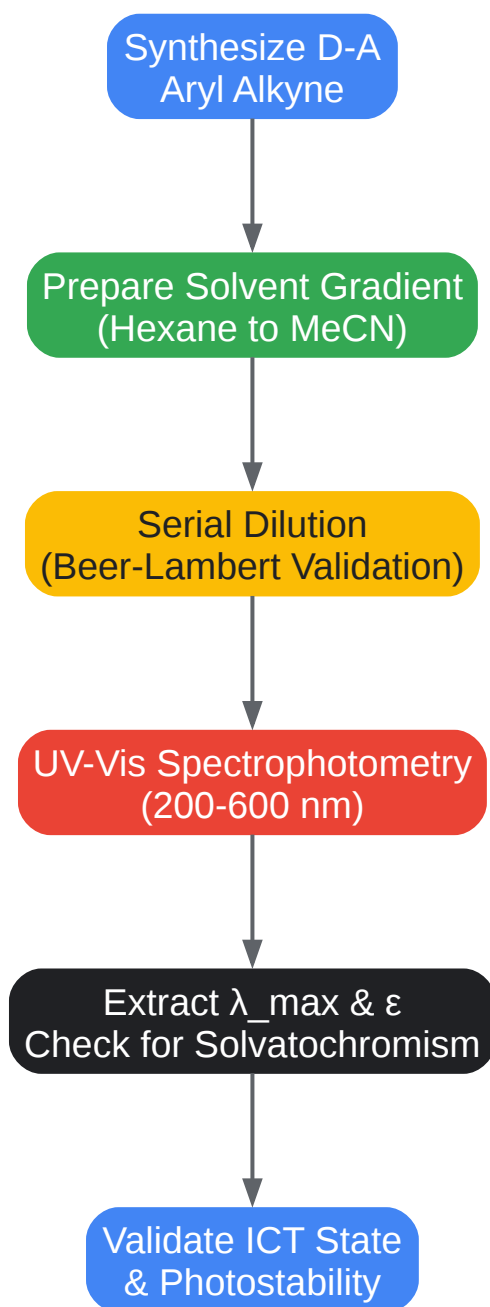 Synthesize D-A
Aryl Alkyne
Prepare Solvent Gradient
(Hexane to MeCN)
Serial Dilution
(Beer-Lambert Validation)
UV-Vis Spectrophotometry
(200-600 nm)
Extract λ_max & ε
Check for Solvatochromism
Validate ICT State
& Photostability